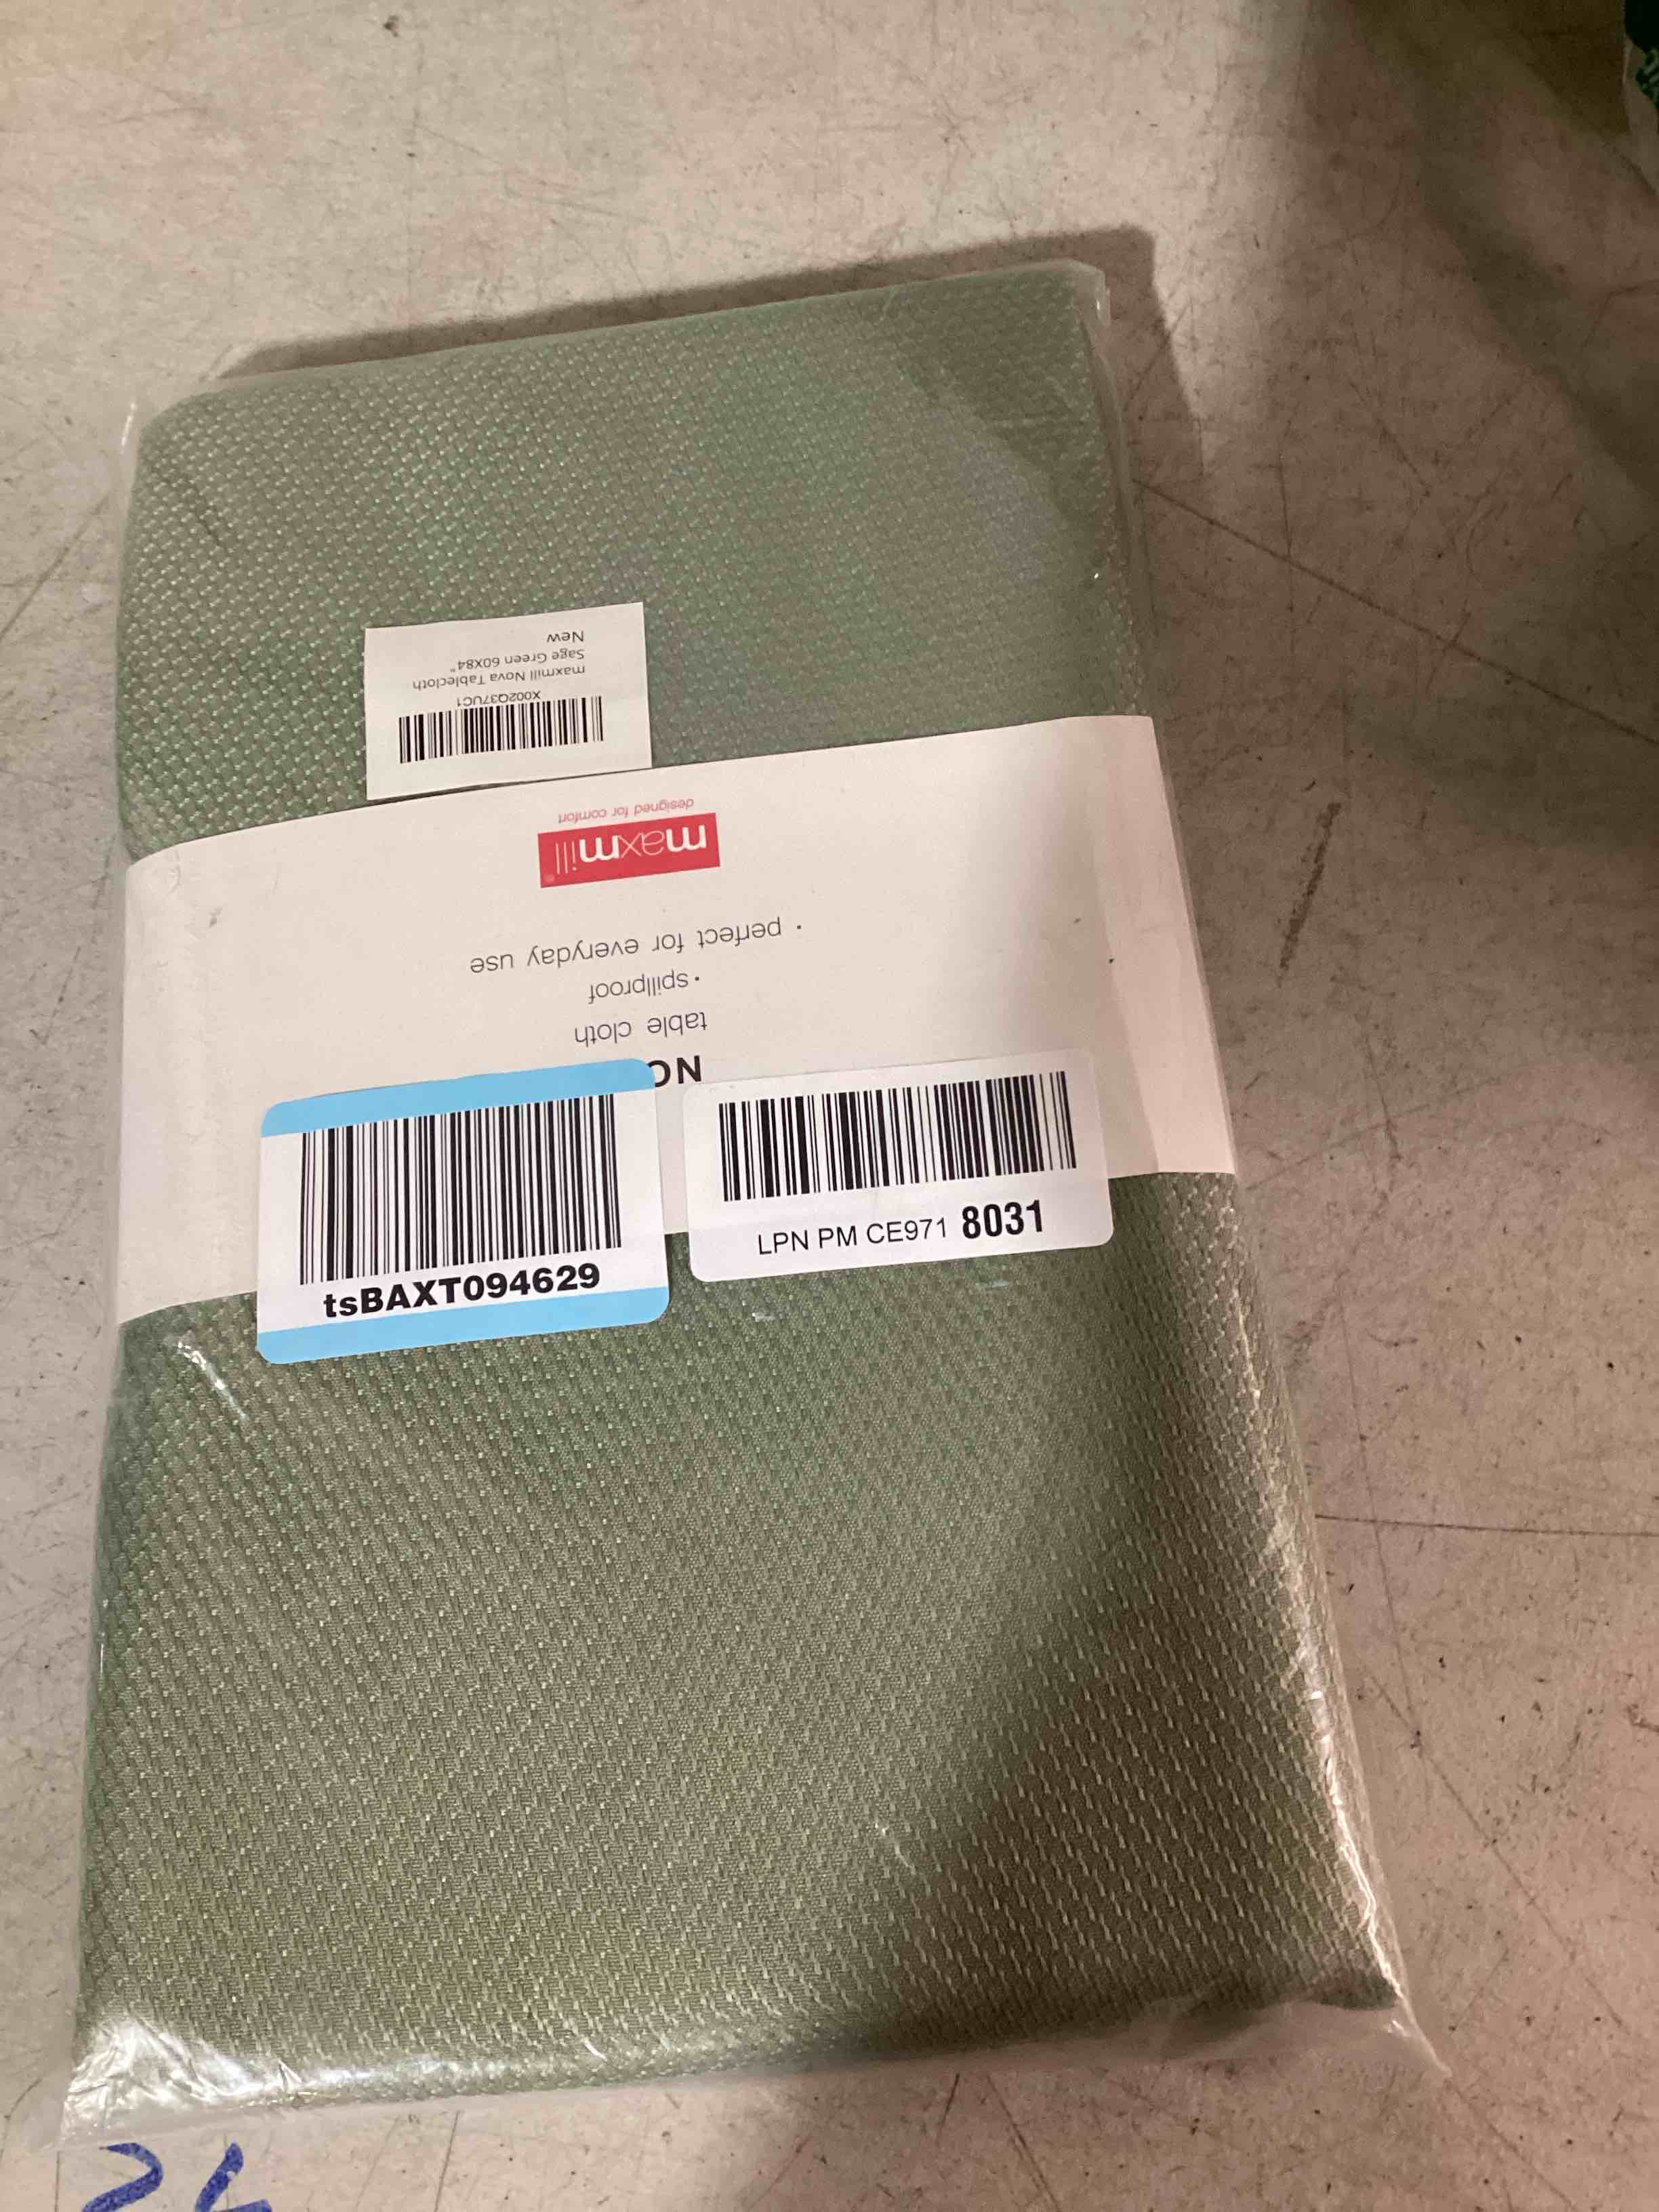 New
Sage Green 60X84"
maxmill Nova Tablecloth
X002Q37UC1
designed for comfort
maxmill
• perfect for everyday use
• spillproof
table cloth
NO
tsBAXT094629
LPN PM CE971 8031